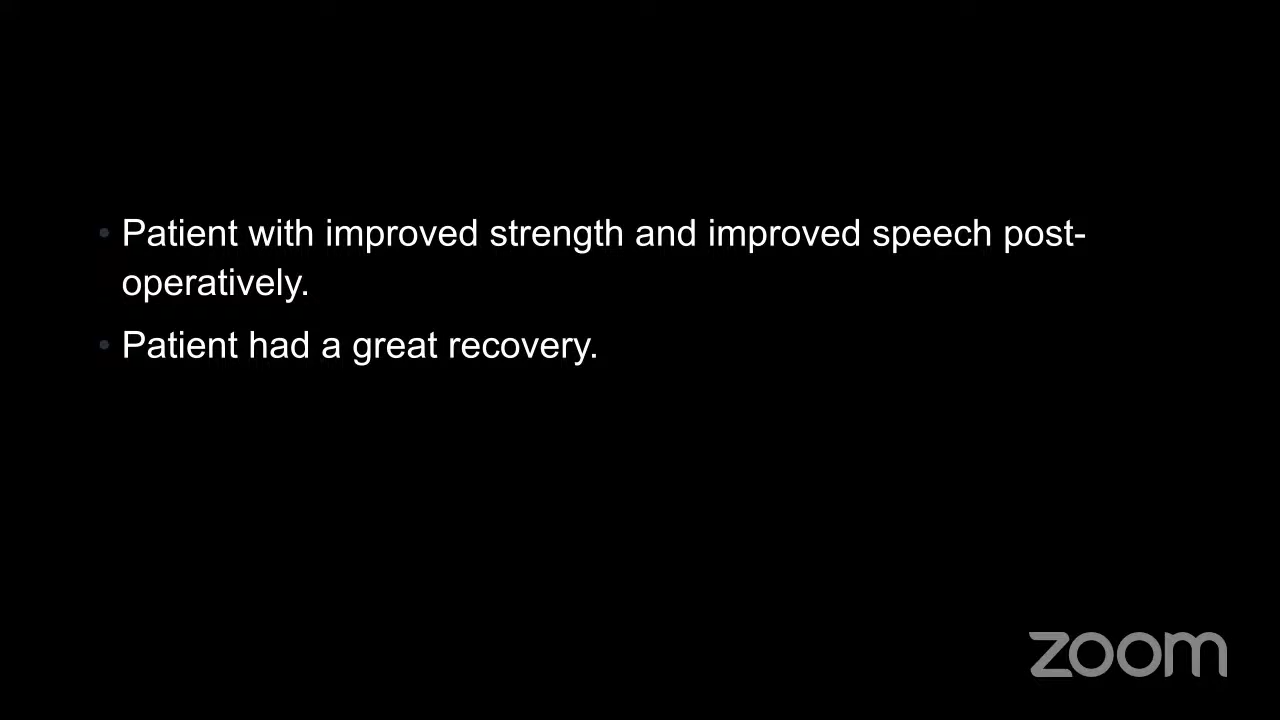 • Patient with improved strength and improved speech post-
operatively.
• Patient had a great recovery.
zoom